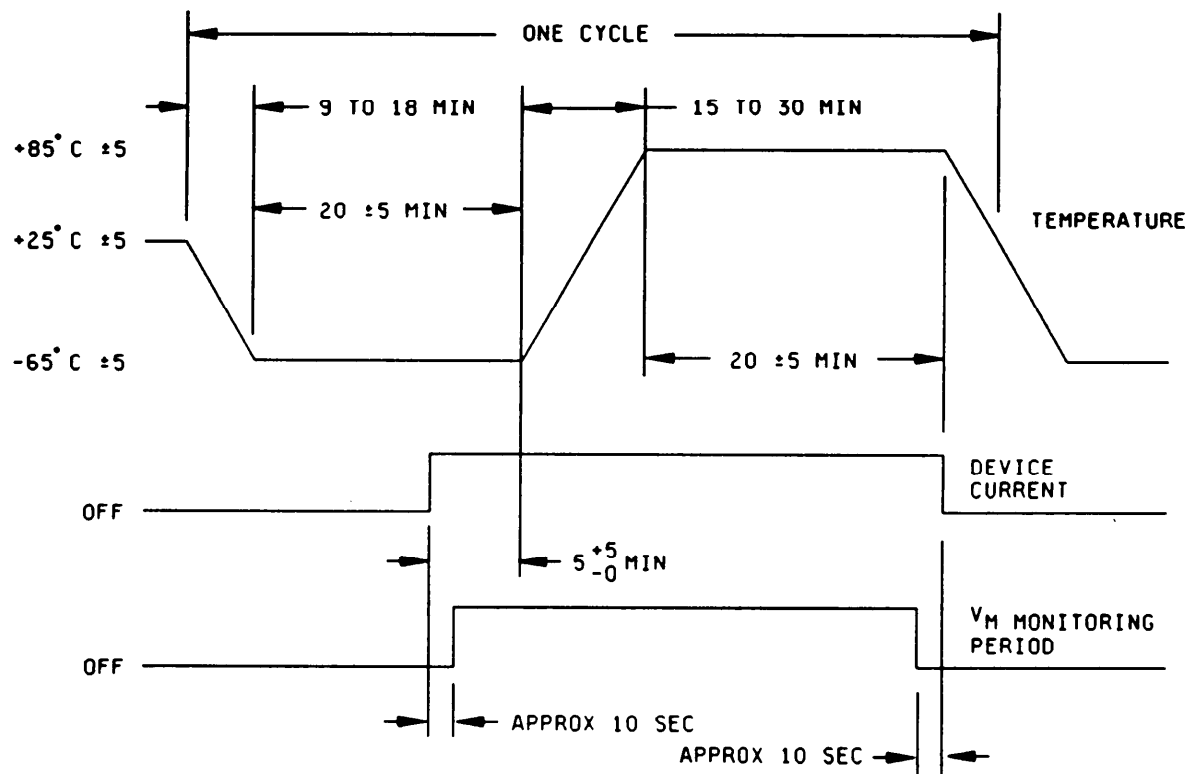 ONE CYCLE
9 TO 18 MIN
15 TO 30 MIN
+85°C ±5
20 ±5 MIN
+25°C ±5
TEMPERATURE
-65°C ±5
20 ±5 MIN
DEVICE
CURRENT
OFF
5 +5 -0 MIN
VM MONITORING
PERIOD
OFF
APPROX 10 SEC
APPROX 10 SEC